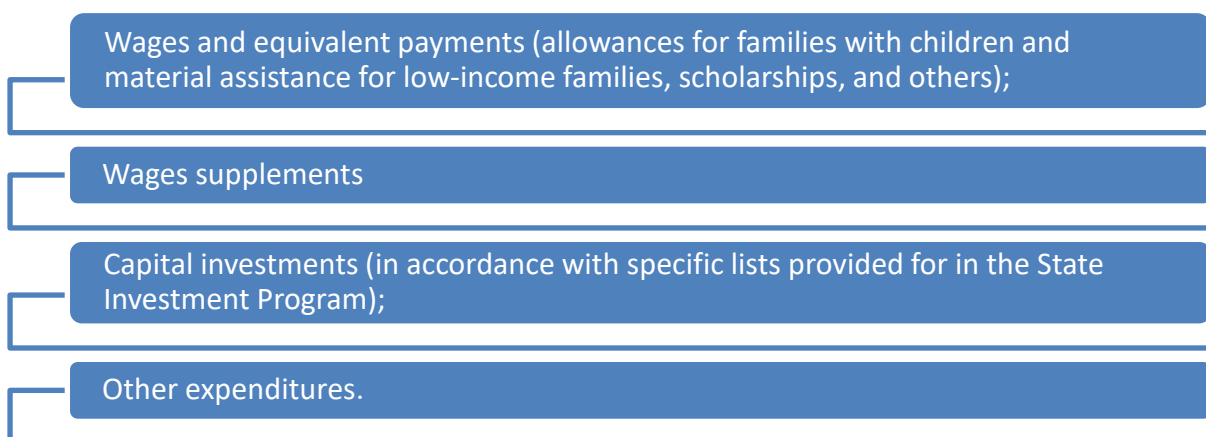 Wages and equivalent payments (allowances for families with children and
material assistance for low-income families, scholarships, and others);
Wages supplements
Capital investments (in accordance with specific lists provided for in the State
Investment Program);
Other expenditures.